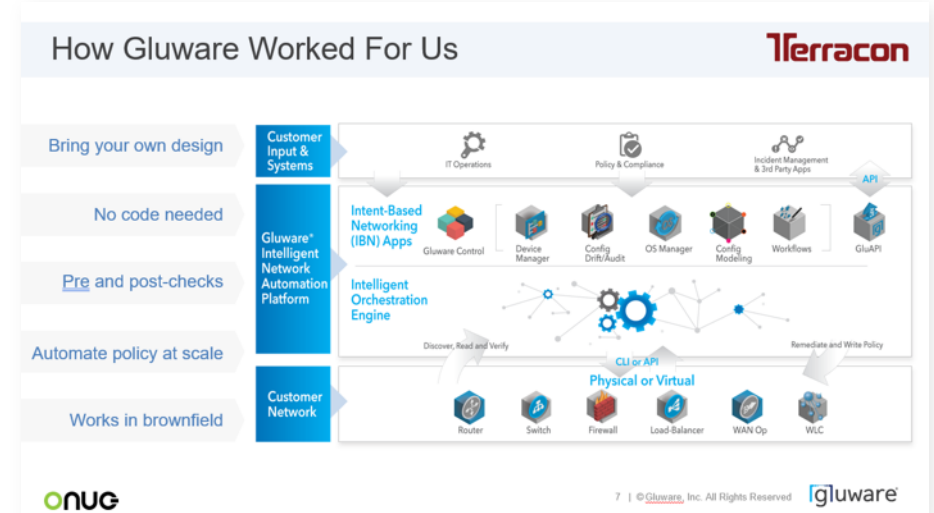 How Gluware Worked For Us
Terracon
Bring your own design
No code needed
Pre and post-checks
Automate policy at scale
Works in brownfield
Customer
Input &
Systems
IT Operations
Policy & Compliance
Incident Management
& 3rd Party Apps
API
Gluware®
Intelligent
Network
Automation
Platform
Intent-Based
Networking
(IBN) Apps
Gluware Control
Device
Manager
Config
Drift/Audit
OS Manager
Config
Modeling
Workflows
GluAPI
Intelligent
Orchestration
Engine
Discover, Read and Verify
Remediate and Write Policy
CLI or API
Customer
Network
Physical or Virtual
Router
Switch
Firewall
Load-Balancer
WAN Op
WLC
onug
7 | © Gluware, Inc. All Rights Reserved
gluware